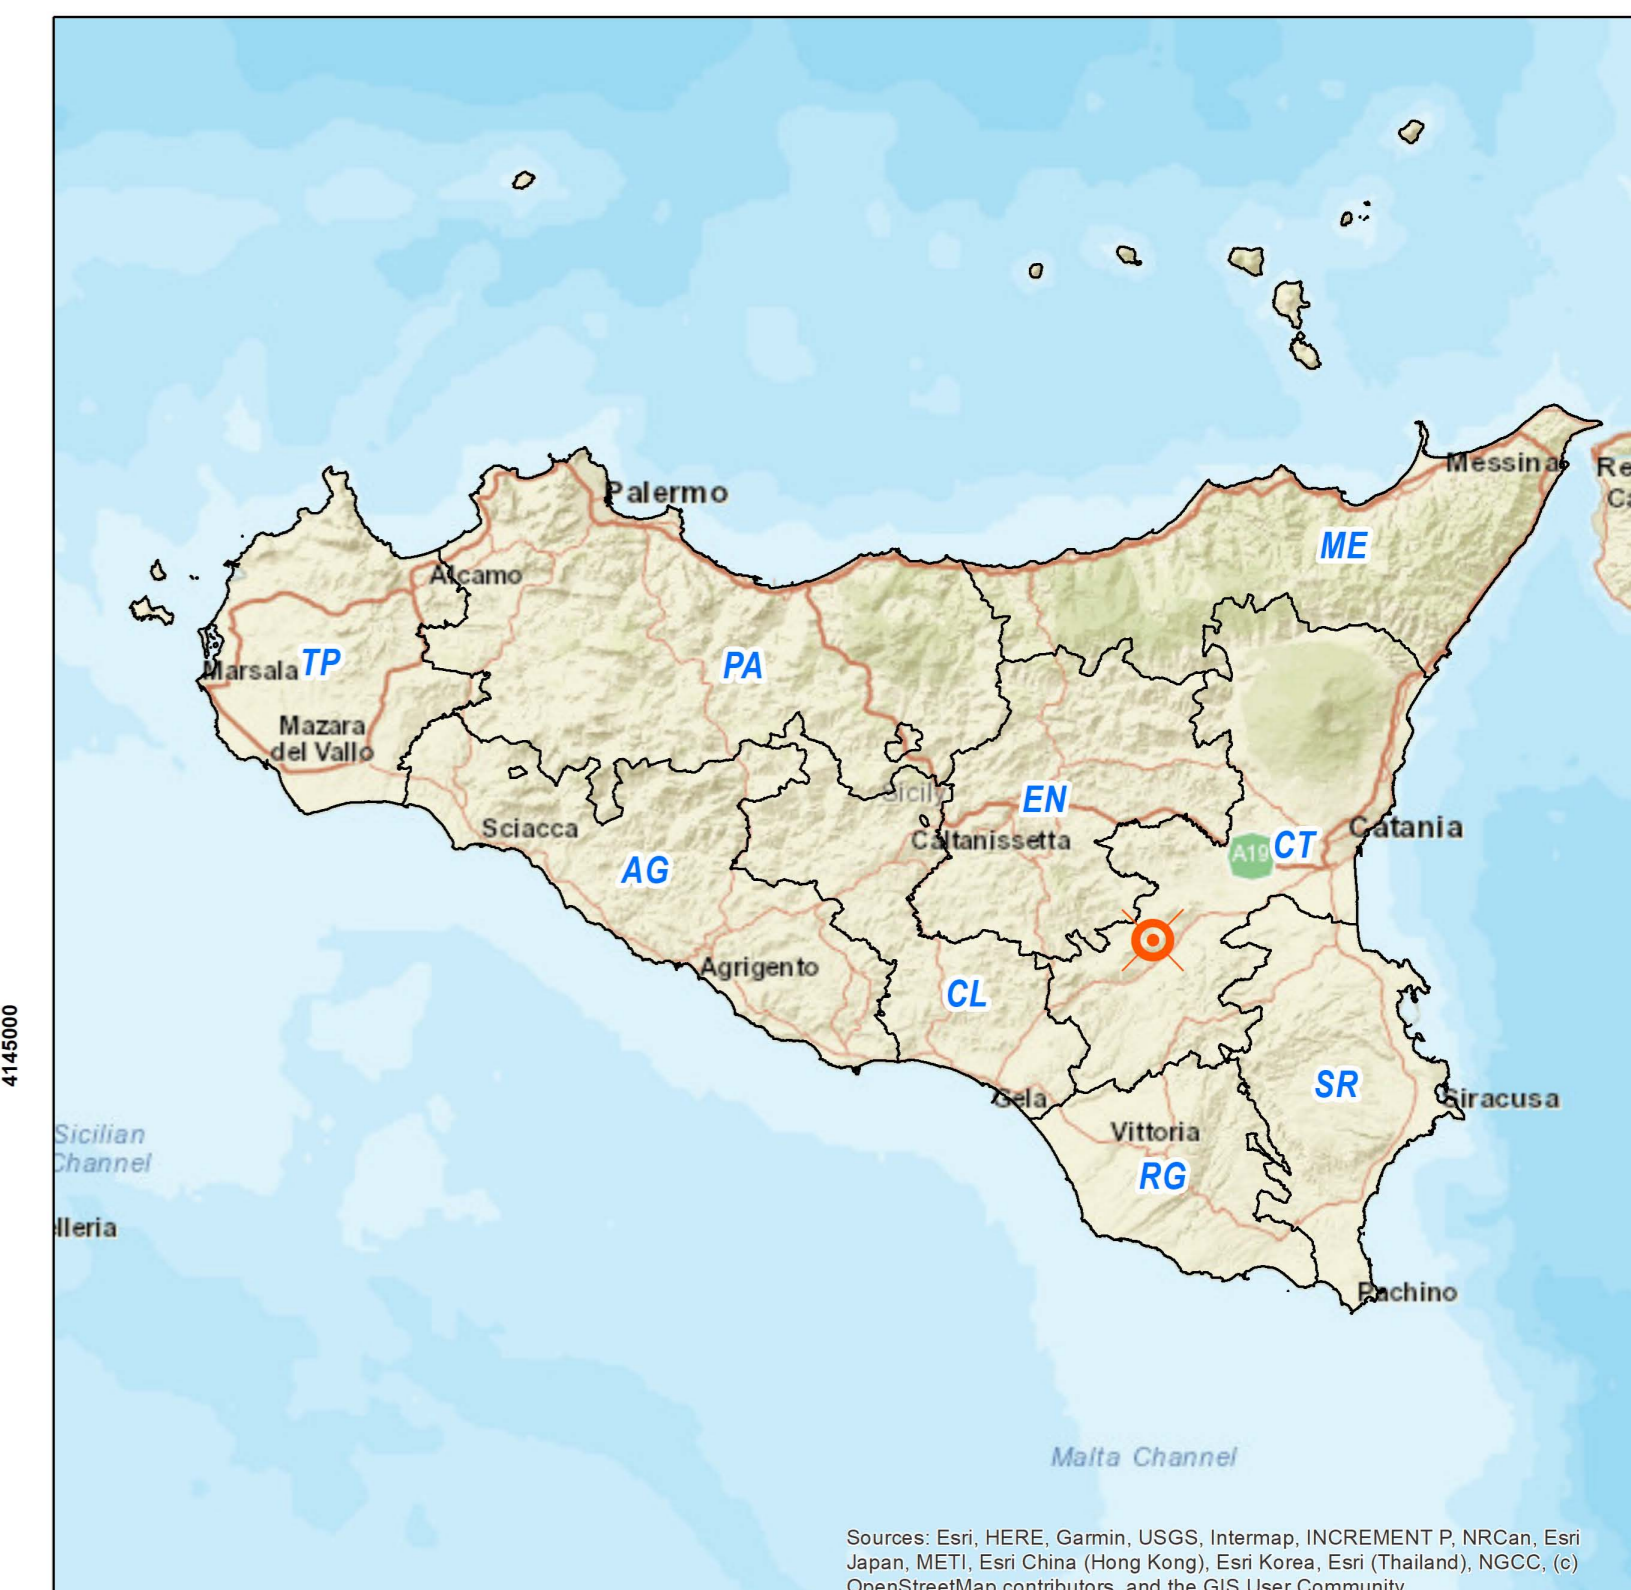 Palermo
Messina
Re
Ca
ME
Alcamo
Marsala
TP
PA
Mazara
del Vallo
Sicily
EN
Sciacca
Caltanissetta
Catania
A19
CT
AG
Agrigento
CL
4145000
Gela
SR
Siracusa
Sicilian
Channel
Vittoria
RG
lleria
Pachino
Malta Channel
Sources: Esri, HERE, Garmin, USGS, Intermap, INCREMENT P, NRCan, Esri
Japan, METI, Esri China (Hong Kong), Esri Korea, Esri (Thailand), NGCC, (c)
OpenStreetMap contributors, and the GIS User Community